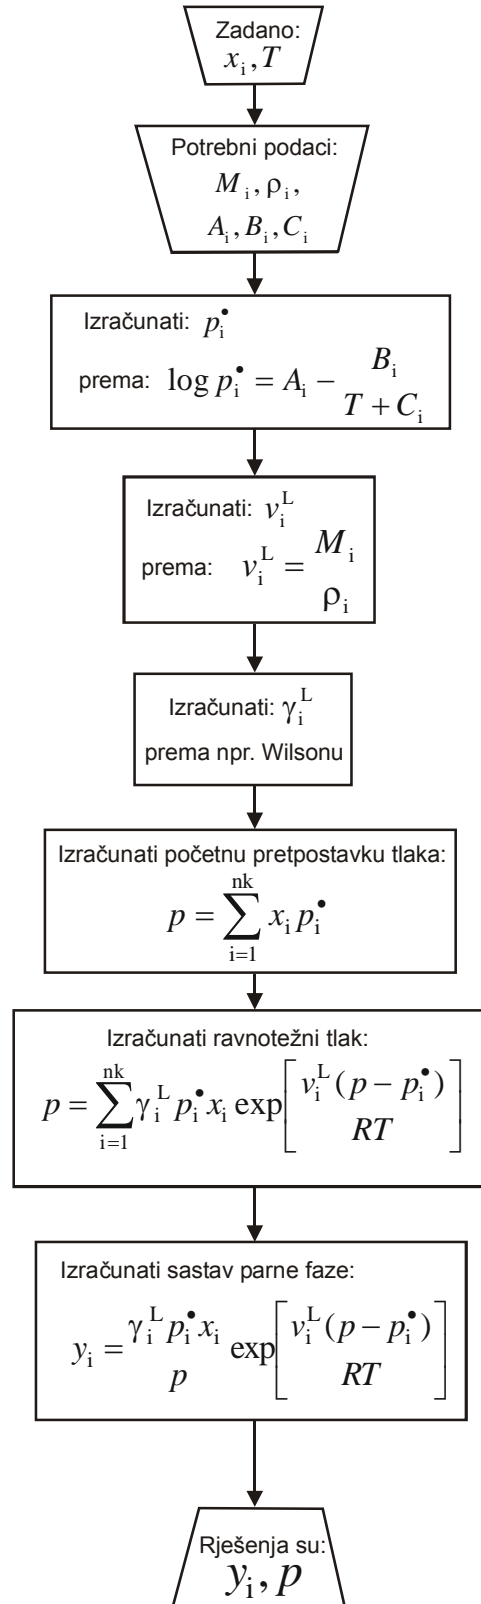 Zadano:
x_i, T
Potrebni podaci:
M_i, ρ_i,
A_i, B_i, C_i
Izračunati: p_i^•
prema: log p_i^• = A_i − B_i / (T + C_i)
Izračunati: v_i^L
prema: v_i^L = M_i / ρ_i
Izračunati: γ_i^L
prema npr. Wilsonu
Izračunati početnu pretpostavku tlaka:
p = ∑_{i=1}^{nk} x_i p_i^•
Izračunati ravnotežni tlak:
p = ∑_{i=1}^{nk} γ_i^L p_i^• x_i exp[v_i^L (p − p_i^•) / RT]
Izračunati sastav parne faze:
y_i = γ_i^L p_i^• x_i / p exp[v_i^L (p − p_i^•) / RT]
Rješenja su:
y_i, p